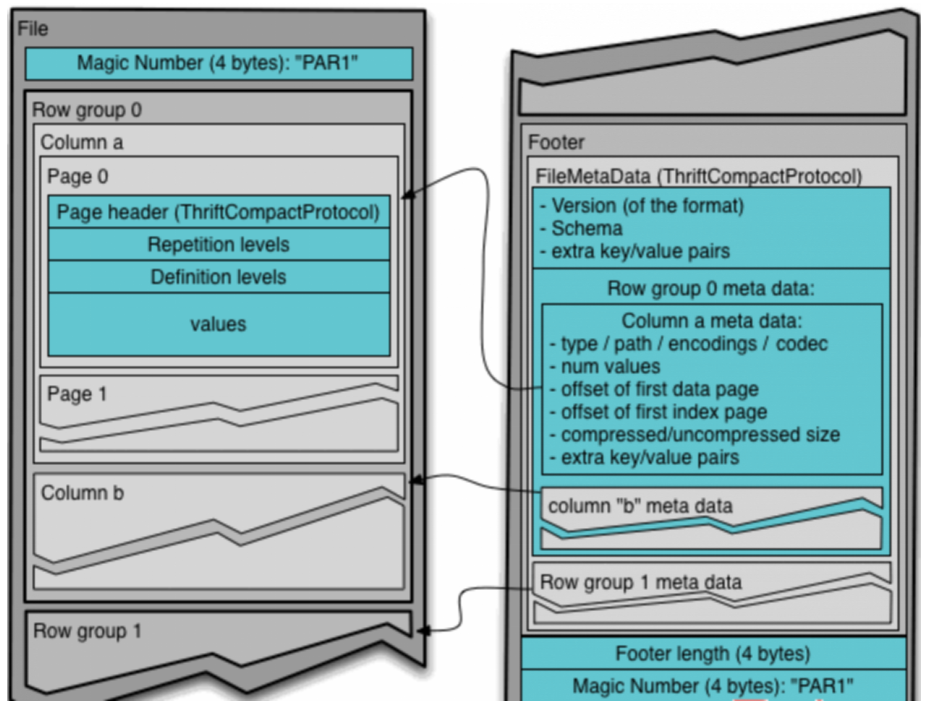 File
Magic Number (4 bytes): "PAR1"
Row group 0
Column a
Page 0
Page header (ThriftCompactProtocol)
Repetition levels
Definition levels
values
Page 1
Column b
Row group 1
Footer
FileMetaData (ThriftCompactProtocol)
- Version (of the format)
- Schema
- extra key/value pairs
Row group 0 meta data:
Column a meta data:
- type / path / encodings / codec
- num values
- offset of first data page
- offset of first index page
- compressed/uncompressed size
- extra key/value pairs
column "b" meta data
Row group 1 meta data
Footer length (4 bytes)
Magic Number (4 bytes): "PAR1"